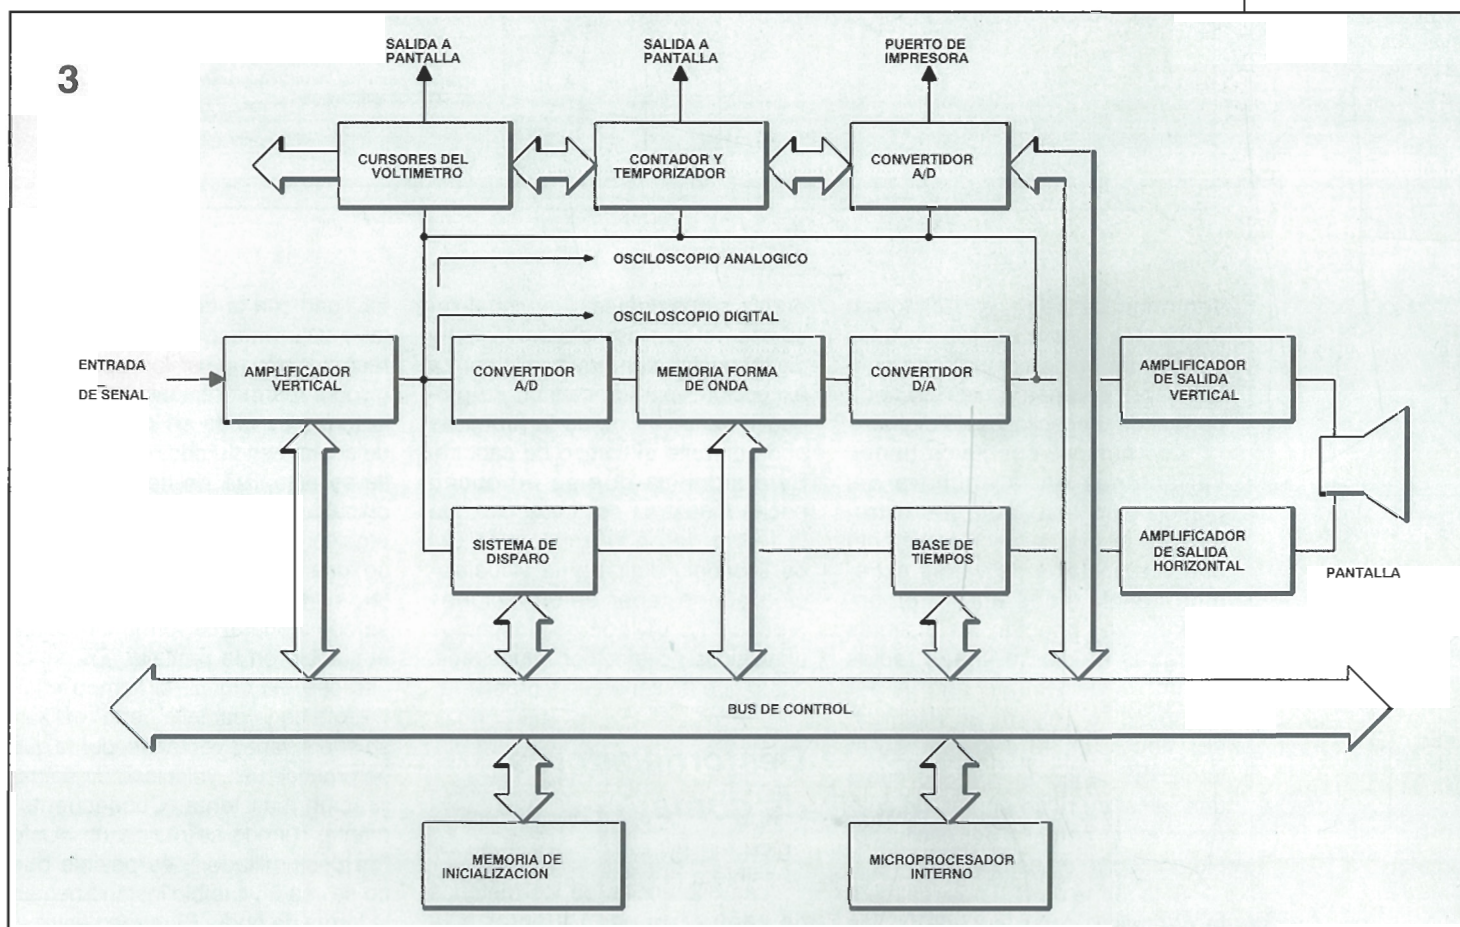 3
SALIDA A
PANTALLA
SALIDA A
PANTALLA
PUERTO DE
IMPRESORA
CURSORES DEL
VOLTIMETRO
CONTADOR Y
TEMPORIZADOR
CONVERTIDOR
A/D
OSCILOSCOPIO ANALOGICO
OSCILOSCOPIO DIGITAL
ENTRADA
DE SENAL
AMPLIFICADOR
VERTICAL
CONVERTIDOR
A/D
MEMORIA FORMA
DE ONDA
CONVERTIDOR
D/A
AMPLIFICADOR
DE SALIDA
VERTICAL
SISTEMA DE
DISPARO
BASE DE
TIEMPOS
AMPLIFICADOR
DE SALIDA
HORIZONTAL
PANTALLA
BUS DE CONTROL
MEMORIA DE
INICIALIZACION
MICROPROCESADOR
INTERNO